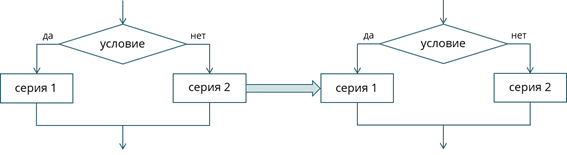 да
условие
нет
серия 1
серия 2
да
условие
нет
серия 1
серия 2